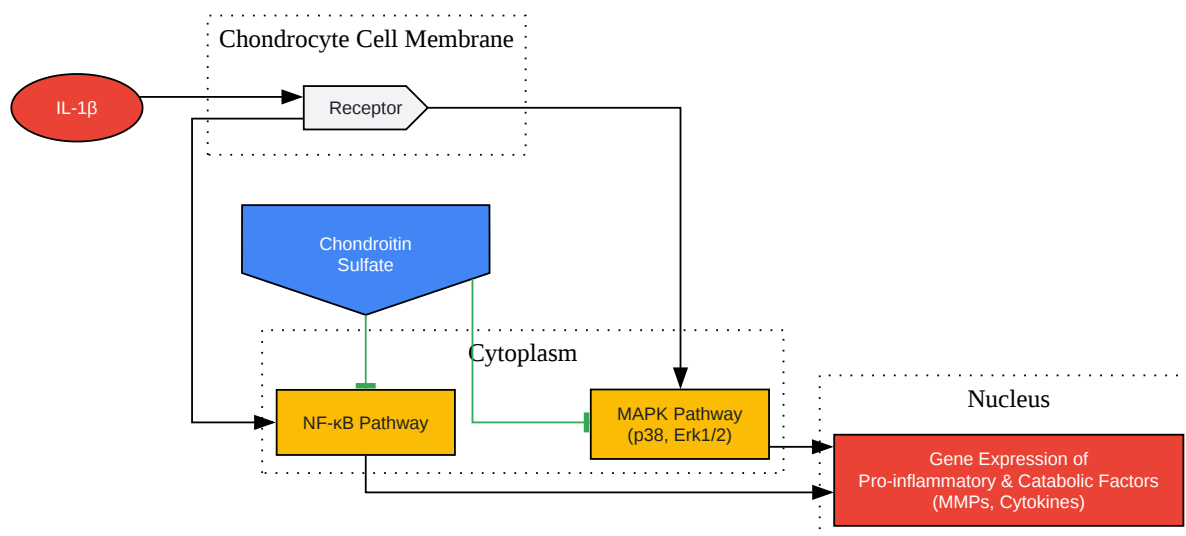 Chondrocyte Cell Membrane
IL-1β
Receptor
Chondroitin
Sulfate
Cytoplasm
NF-κB Pathway
MAPK Pathway
(p38, Erk1/2)
Nucleus
Gene Expression of
Pro-inflammatory & Catabolic Factors
(MMPs, Cytokines)